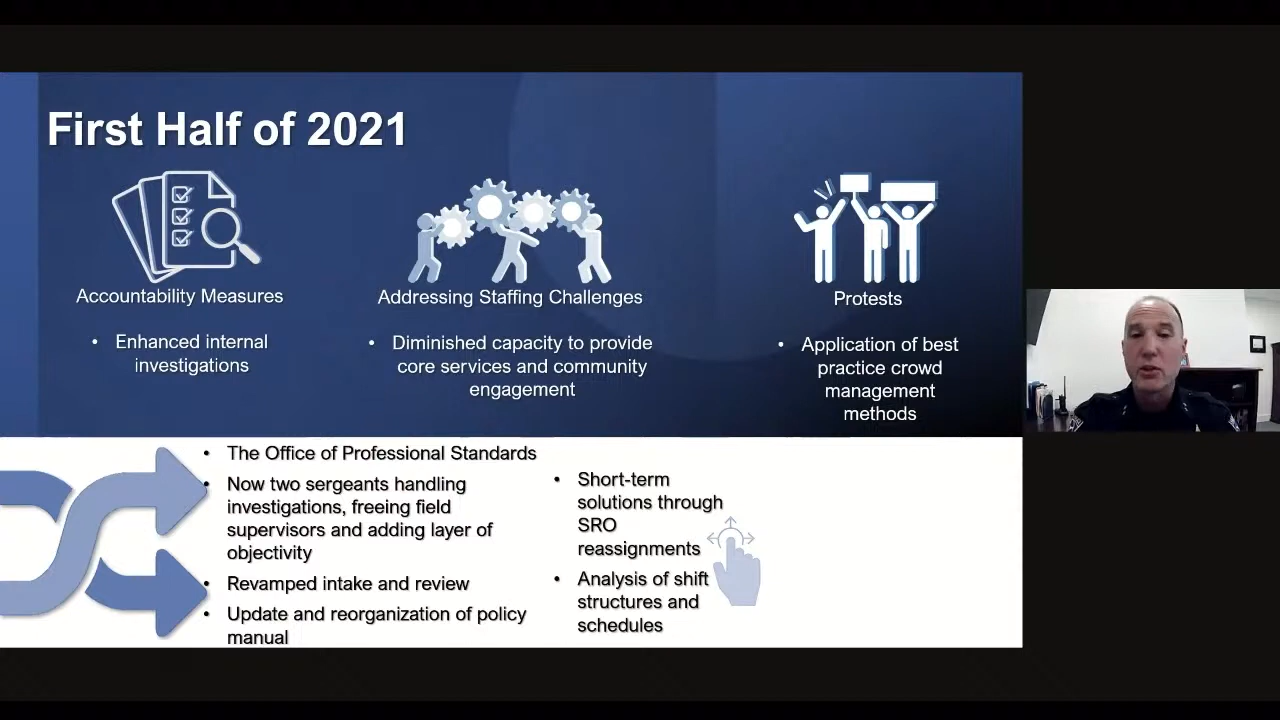 First Half of 2021
Accountability Measures
• Enhanced internal
investigations
Addressing Staffing Challenges
• Diminished capacity to provide
core services and community
engagement
Protests
• Application of best
practice crowd
management
methods
• The Office of Professional Standards
• Now two sergeants handling
investigations, freeing field
supervisors and adding layer of
objectivity
• Revamped intake and review
• Update and reorganization of policy
manual
• Short-term
solutions through
SRO
reassignments
• Analysis of shift
structures and
schedules